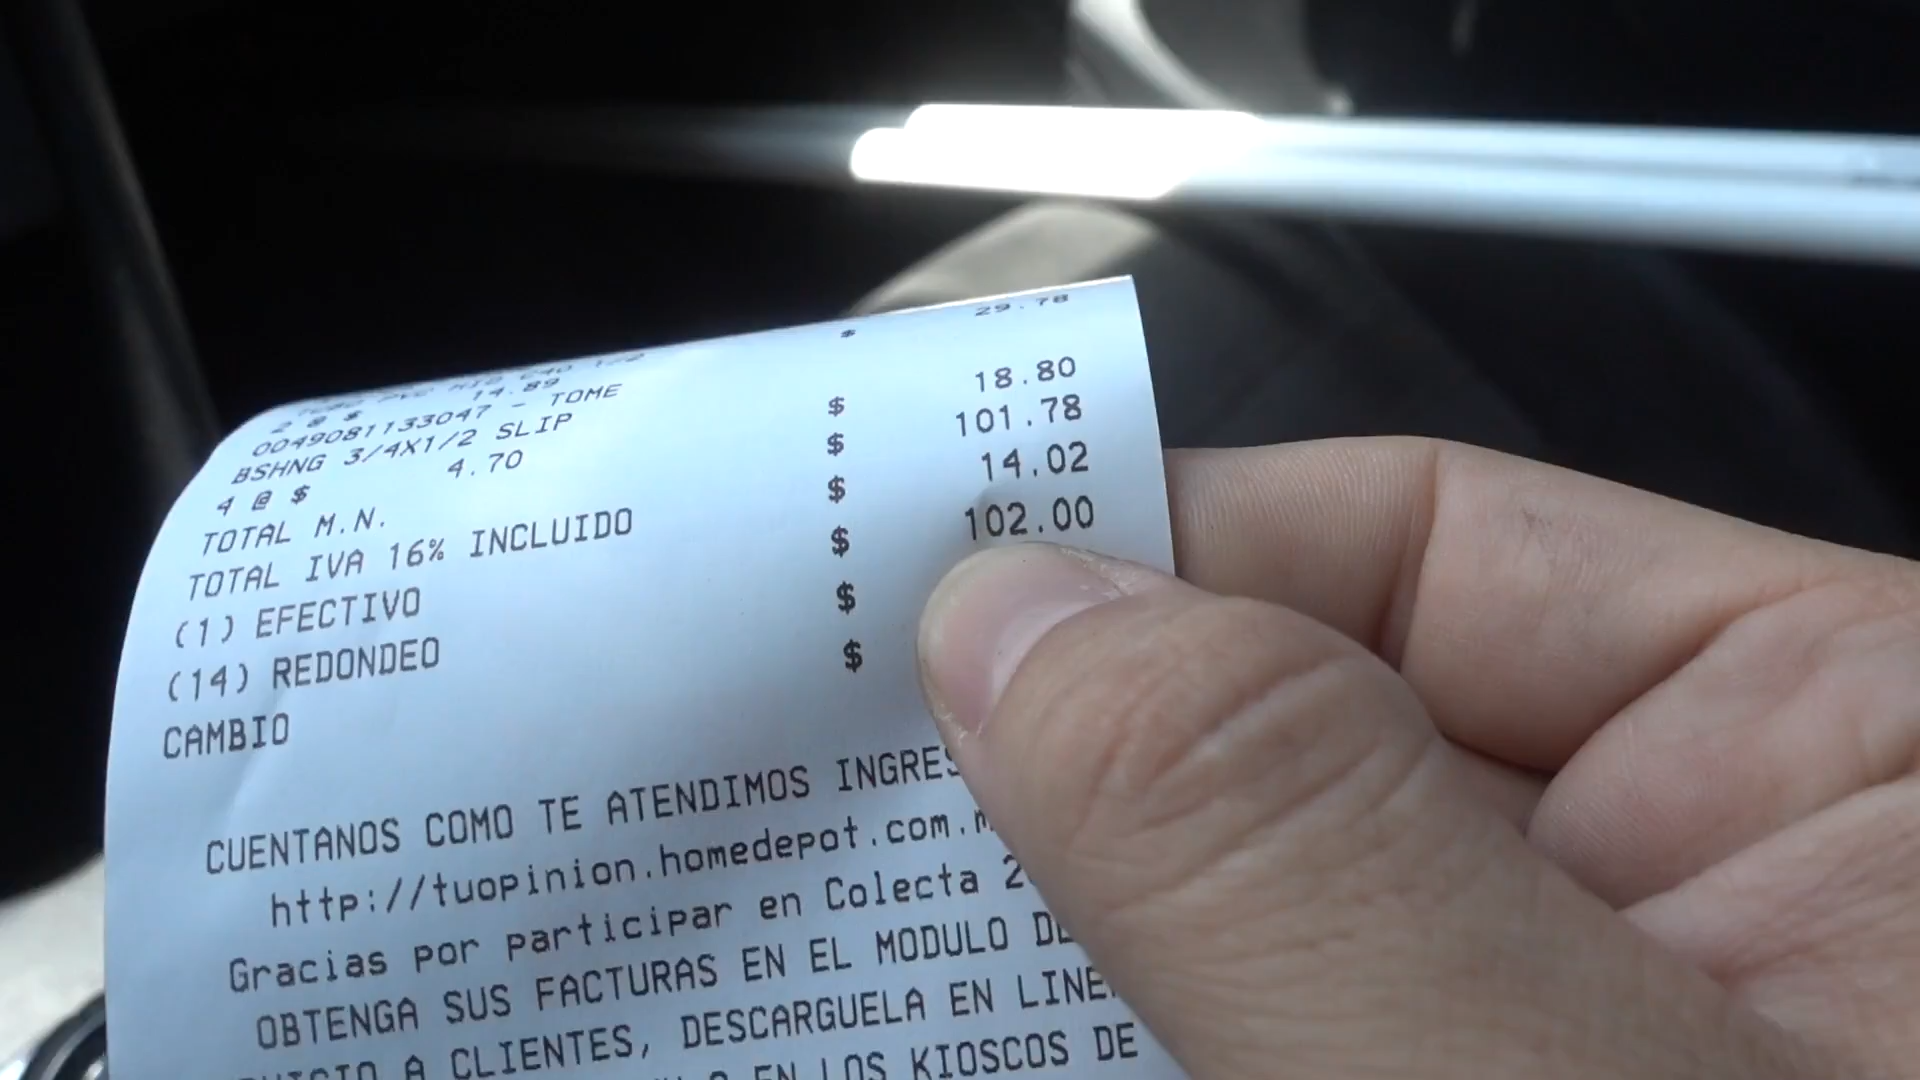 $ 29.78
2 @ $ 14.89
0049081133047 - TOME
BSHNG 3/4X1/2 SLIP
4 @ $ 4.70 $ 18.80
TOTAL M.N. $ 101.78
TOTAL IVA 16% INCLUIDO $ 14.02
(1) EFECTIVO $ 102.00
(14) REDONDEO $
CAMBIO $
CUENTANOS COMO TE ATENDIMOS
http://tuopinion.homedepot.com
Gracias por participar en Colecta
OBTENGA SUS FACTURAS EN EL MODULO DE
A CLIENTES, DESCARGUELA EN
EN LOS KIOSCOS DE